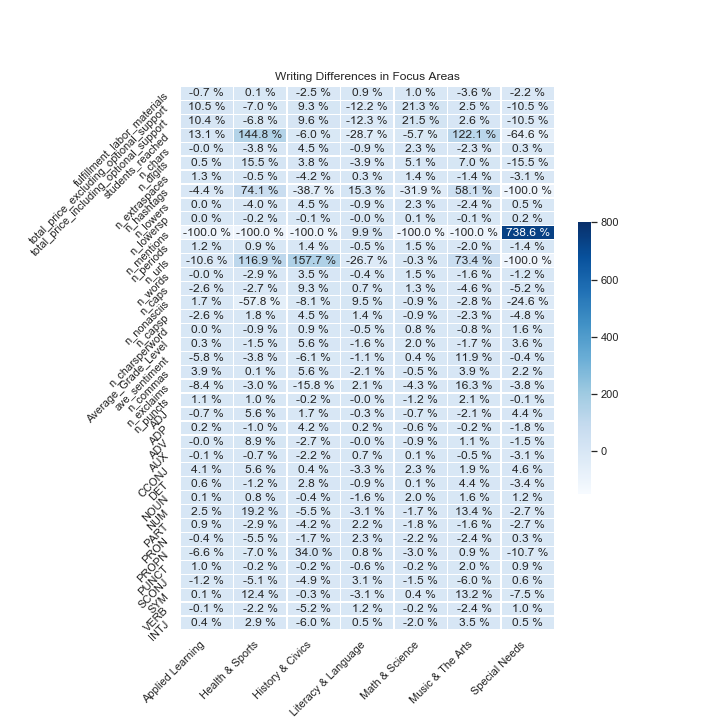 Writing Differences in Focus Areas
fulfillment_labor_materials -0.7 % 0.1 % -2.5 % 0.9 % 1.0 % -3.6 % -2.2 %
total_price_excluding_optional_support 10.5 % -7.0 % 9.3 % -12.2 % 21.3 % 2.5 % -10.5 %
total_price_including_optional_support 10.4 % -6.8 % 9.6 % -12.3 % 21.5 % 2.6 % -10.5 %
students_reached 13.1 % 144.8 % -6.0 % -28.7 % -5.7 % 122.1 % -64.6 %
n_chars -0.0 % -3.8 % 4.5 % -0.9 % 2.3 % -2.3 % 0.3 %
n_digits 0.5 % 15.5 % 3.8 % -3.9 % 5.1 % 7.0 % -15.5 %
n_extraspaces 1.3 % -0.5 % -4.2 % 0.3 % 1.4 % -1.4 % -3.1 %
n_hashtags -4.4 % 74.1 % -38.7 % 15.3 % -31.9 % 58.1 % -100.0 %
n_lowers 0.0 % -4.0 % 4.5 % -0.9 % 2.3 % -2.4 % 0.5 %
n_lowersp 0.0 % -0.2 % -0.1 % -0.0 % 0.1 % -0.1 % 0.2 %
n_mentions -100.0 % -100.0 % -100.0 % 9.9 % -100.0 % -100.0 % 738.6 %
n_periods 1.2 % 0.9 % 1.4 % -0.5 % 1.5 % -2.0 % -1.4 %
n_urls -10.6 % 116.9 % 157.7 % -26.7 % -0.3 % 73.4 % -100.0 %
n_words -0.0 % -2.9 % 3.5 % -0.4 % 1.5 % -1.6 % -1.2 %
n_caps -2.6 % -2.7 % 9.3 % 0.7 % 1.3 % -4.6 % -5.2 %
n_nonasciis 1.7 % -57.8 % -8.1 % 9.5 % -0.9 % -2.8 % -24.6 %
n_capsp -2.6 % 1.8 % 4.5 % 1.4 % -0.9 % -2.3 % -4.8 %
n_charsperword 0.0 % -0.9 % 0.9 % -0.5 % 0.8 % -0.8 % 1.6 %
Average_Grade_Level 0.3 % -1.5 % 5.6 % -1.6 % 2.0 % -1.7 % 3.6 %
ave_sentiment -5.8 % -3.8 % -6.1 % -1.1 % 0.4 % 11.9 % -0.4 %
n_commas 3.9 % 0.1 % 5.6 % -2.1 % -0.5 % 3.9 % 2.2 %
n_exclaims -8.4 % -3.0 % -15.8 % 2.1 % -4.3 % 16.3 % -3.8 %
n_puncts 1.1 % 1.0 % -0.2 % -0.0 % -1.2 % 2.1 % -0.1 %
ADJ -0.7 % 5.6 % 1.7 % -0.3 % -0.7 % -2.1 % 4.4 %
ADP 0.2 % -1.0 % 4.2 % 0.2 % -0.6 % -0.2 % -1.8 %
ADV -0.0 % 8.9 % -2.7 % -0.0 % -0.9 % 1.1 % -1.5 %
AUX -0.1 % -0.7 % -2.2 % 0.7 % 0.1 % -0.5 % -3.1 %
CCONJ 4.1 % 5.6 % 0.4 % -3.3 % 2.3 % 1.9 % 4.6 %
DET 0.6 % -1.2 % 2.8 % -0.9 % 0.1 % 4.4 % -3.4 %
NOUN 0.1 % 0.8 % -0.4 % -1.6 % 2.0 % 1.6 % 1.2 %
NUM 2.5 % 19.2 % -5.5 % -3.1 % -1.7 % 13.4 % -2.7 %
PART 0.9 % -2.9 % -4.2 % 2.2 % -1.8 % -1.6 % -2.7 %
PRON -0.4 % -5.5 % -1.7 % 2.3 % -2.2 % -2.4 % 0.3 %
PROPN -6.6 % -7.0 % 34.0 % 0.8 % -3.0 % 0.9 % -10.7 %
PUNCT 1.0 % -0.2 % -0.2 % -0.6 % -0.2 % 2.0 % 0.9 %
SCONJ -1.2 % -5.1 % -4.9 % 3.1 % -1.5 % -6.0 % 0.6 %
SYM 0.1 % 12.4 % -0.3 % -3.1 % 0.4 % 13.2 % -7.5 %
VERB -0.1 % -2.2 % -5.2 % 1.2 % -0.2 % -2.4 % 1.0 %
INTJ 0.4 % 2.9 % -6.0 % 0.5 % -2.0 % 3.5 % 0.5 %
Applied Learning
Health & Sports
History & Civics
Literacy & Language
Math & Science
Music & The Arts
Special Needs
800
600
400
200
0